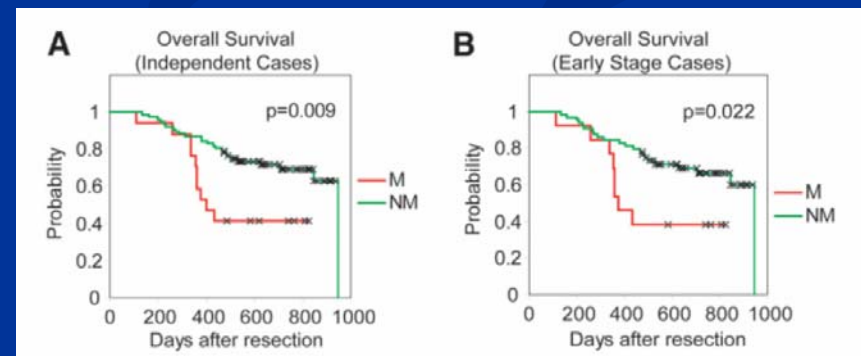 A
Overall Survival
(Independent Cases)
p=0.009
1
0.8
0.6
0.4
0.2
0
Probability
0 200 400 600 800 1000
Days after resection
M
NM
B
Overall Survival
(Early Stage Cases)
p=0.022
1
0.8
0.6
0.4
0.2
0
Probability
0 200 400 600 800 1000
Days after resection
M
NM